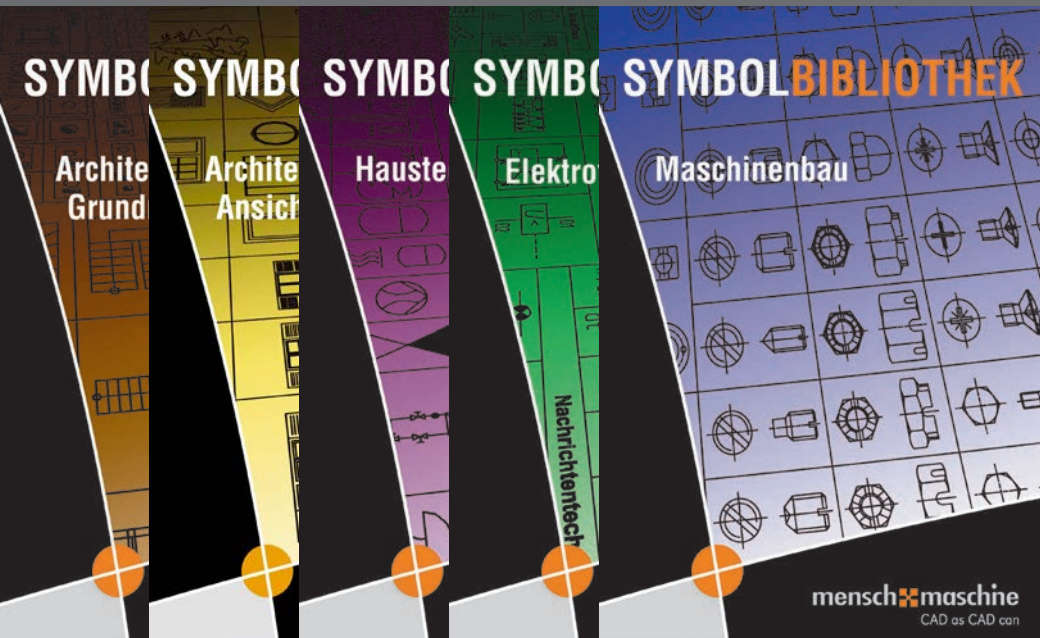 SYMBO
Archite
Grund
SYMBO
Archite
Ansich
SYMBO
Hauste
SYMBO
Elektro
Nachrichtentech
SYMBOLBIBLIOTHEK
Maschinenbau
mensch maschine
CAD as CAD can